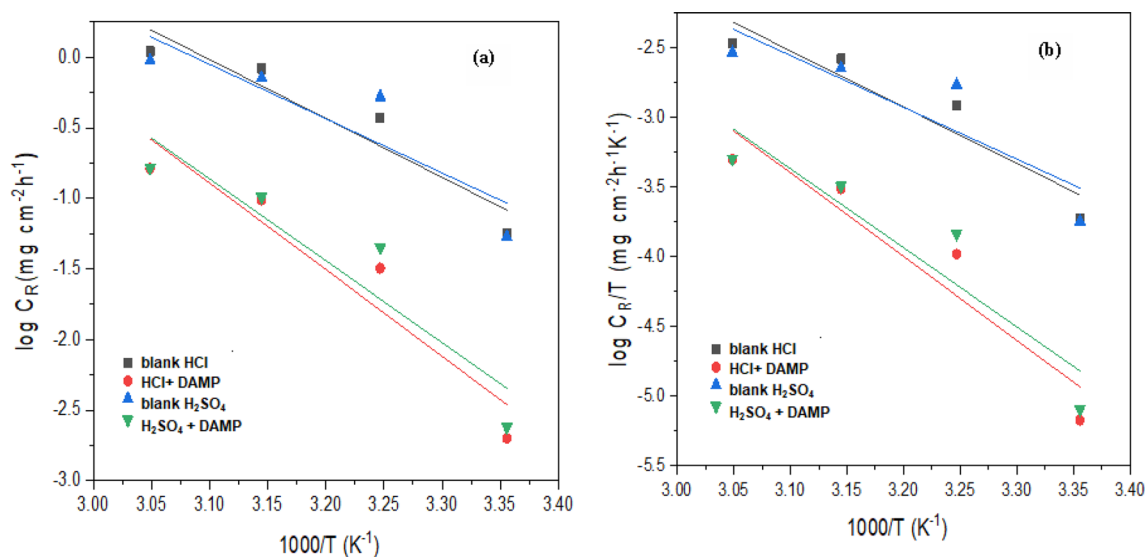 (a)
log C_R(mg cm⁻²h⁻¹)
0.0
-0.5
-1.0
-1.5
-2.0
-2.5
-3.0
blank HCl
HCl+ DAMP
blank H₂SO₄
H₂SO₄ + DAMP
3.00 3.05 3.10 3.15 3.20 3.25 3.30 3.35 3.40
1000/T (K⁻¹)
(b)
log C_R/T (mg cm⁻²h⁻¹K⁻¹)
-2.5
-3.0
-3.5
-4.0
-4.5
-5.0
-5.5
blank HCl
HCl+ DAMP
blank H₂SO₄
H₂SO₄ + DAMP
3.00 3.05 3.10 3.15 3.20 3.25 3.30 3.35 3.40
1000/T (K⁻¹)